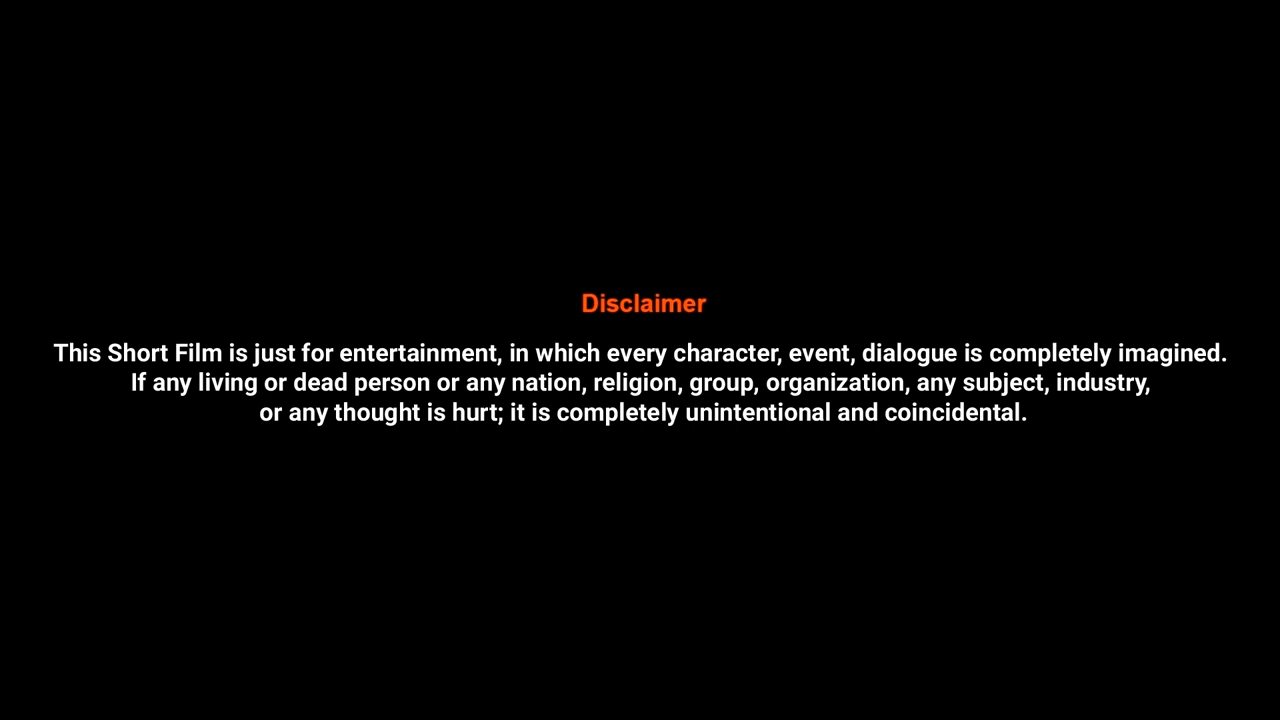 Disclaimer
This Short Film is just for entertainment, in which every character, event, dialogue is completely imagined.
If any living or dead person or any nation, religion, group, organization, any subject, industry,
or any thought is hurt; it is completely unintentional and coincidental.